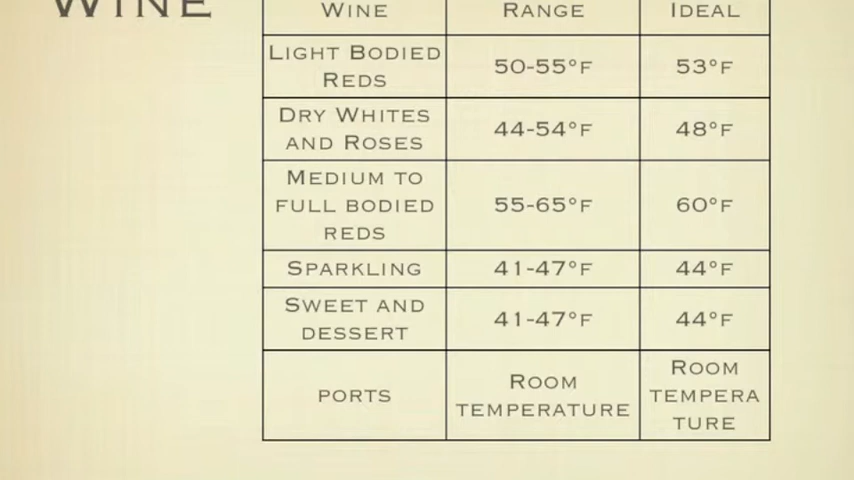 WINE
WINE RANGE IDEAL
LIGHT BODIED
REDS
50-55°F 53°F
DRY WHITES
AND ROSES
44-54°F 48°F
MEDIUM TO
FULL BODIED
REDS
55-65°F 60°F
SPARKLING 41-47°F 44°F
SWEET AND
DESSERT
41-47°F 44°F
PORTS
ROOM
TEMPERATURE
ROOM
TEMPERA
TURE